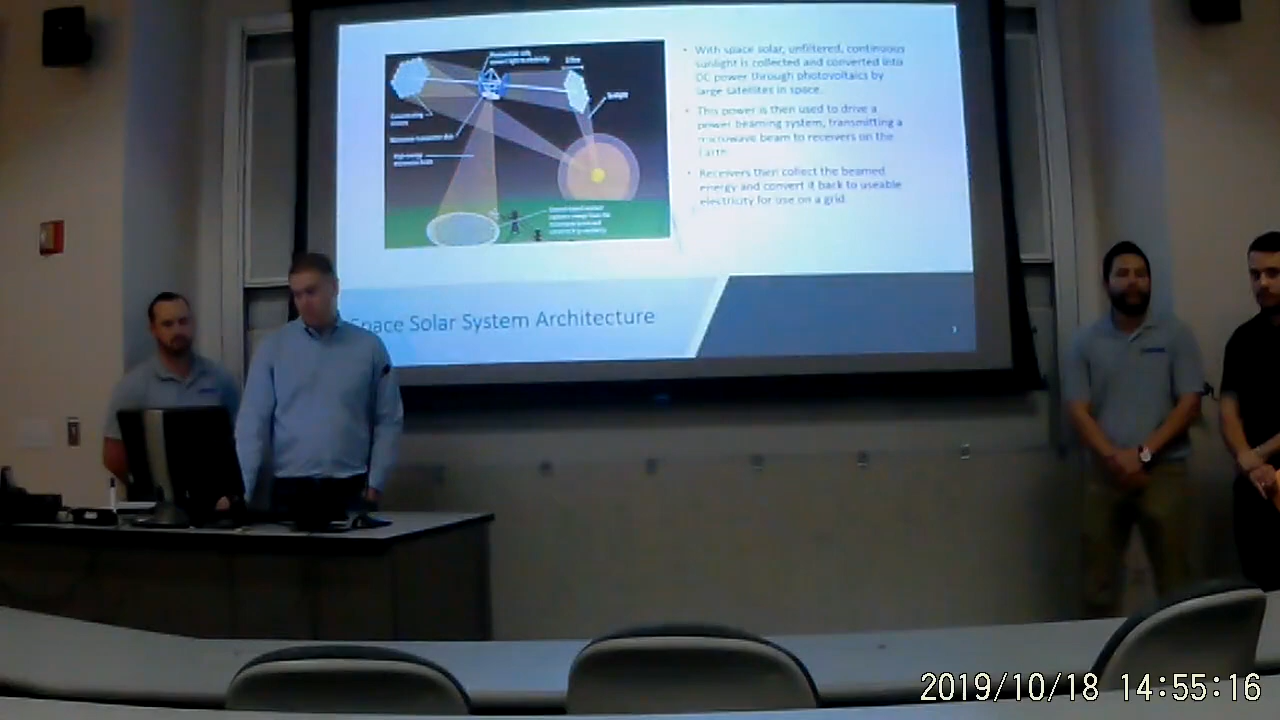 With space solar, unfiltered, continuous
sunlight is collected and converted into
DC power through photovoltaics by
large satellites in space.
This power is then used to drive a
power beaming system, transmitting a
microwave beam to receivers on the
Earth.
Receivers then collect the beamed
energy and convert it back to useable
electricity for use on a grid.
Space Solar System Architecture
2019/10/18 14:55:16